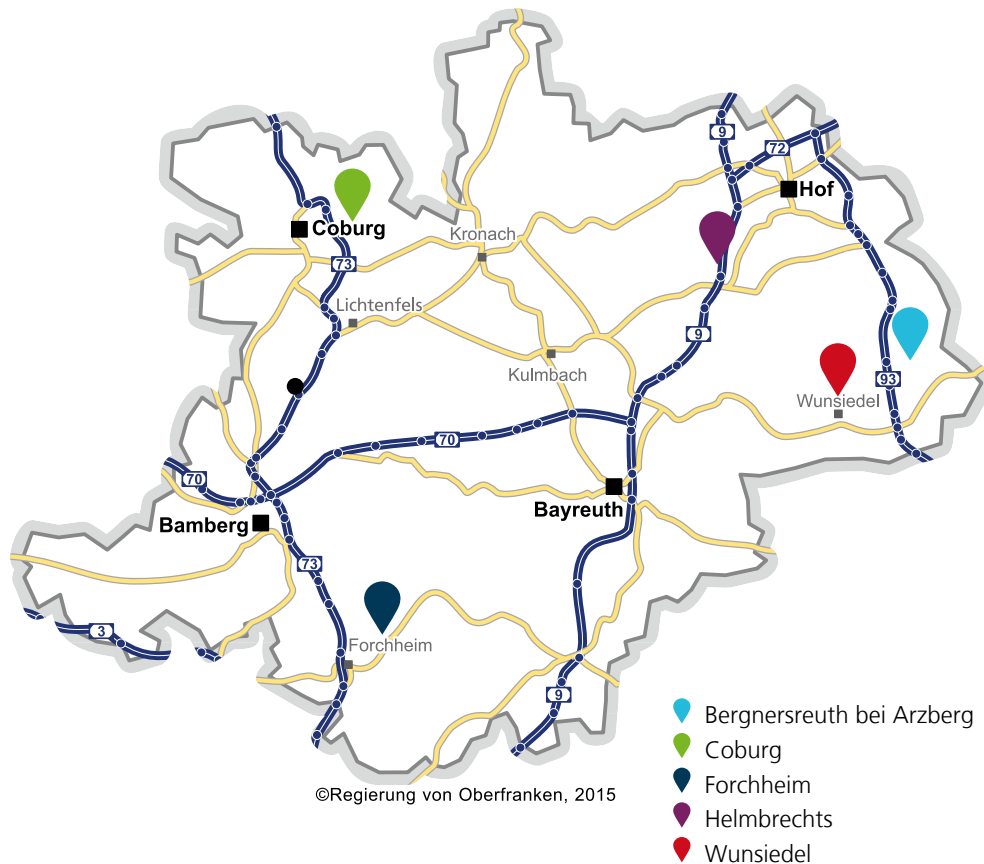 9
72
Hof
Coburg
Kronach
73
Lichtenfels
9
Kulmbach
93
Wunsiedel
70
70
Bayreuth
Bamberg
73
3
Forchheim
9
Bergnersreuth bei Arzberg
Coburg
Forchheim
Helmbrechts
Wunsiedel
©Regierung von Oberfranken, 2015